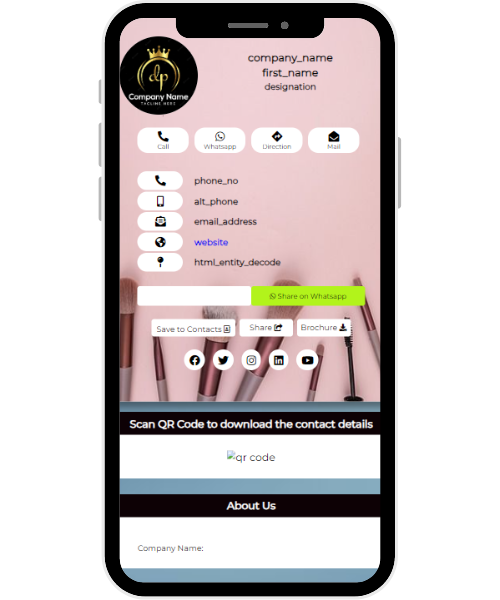 dp
Company Name
TAGLINE HERE
company_name
first_name
designation
Call
Whatsapp
Direction
Mail
phone_no
alt_phone
email_address
website
html_entity_decode
Share on Whatsapp
Save to Contacts
Share
Brochure
Scan QR Code to download the contact details
qr code
About Us
Company Name: